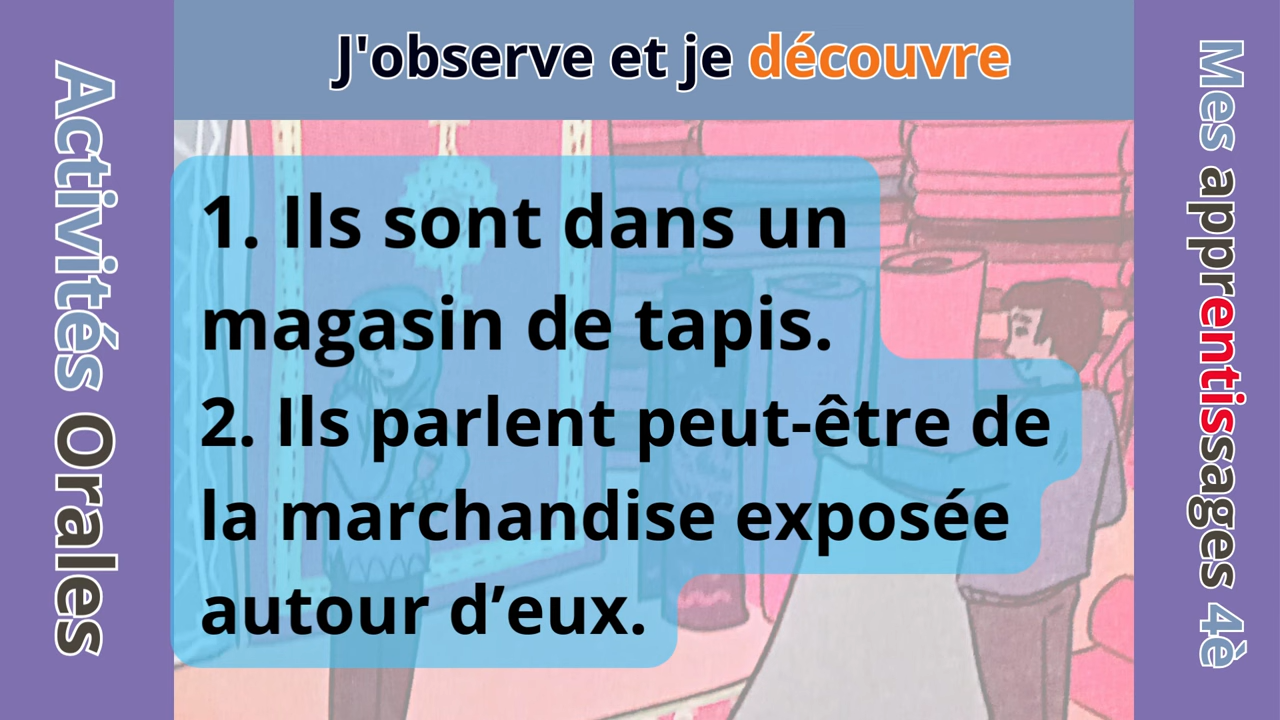 J'observe et je découvre
Activités Orales
1. Ils sont dans un
magasin de tapis.
2. Ils parlent peut-être de
la marchandise exposée
autour d’eux.
Mes apprentissages 4è